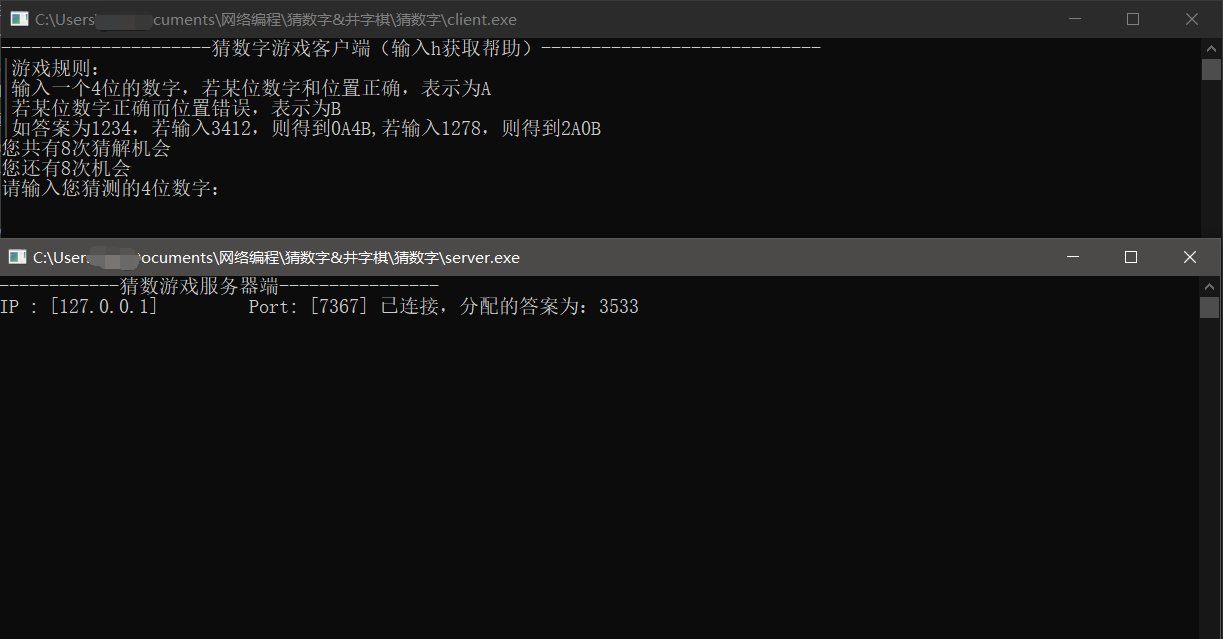 C:\Users cuments\网络编程\猜数字&井字棋\猜数字\client.exe
---------------------猜数字游戏客户端（输入h获取帮助）----------------------------
|游戏规则：
|输入一个4位的数字，若某位数字和位置正确，表示为A
|若某位数字正确而位置错误，表示为B
|如答案为1234，若输入3412，则得到0A4B,若输入1278，则得到2A0B
您共有8次猜解机会
您还有8次机会
请输入您猜测的4位数字：
C:\User ocuments\网络编程\猜数字&井字棋\猜数字\server.exe
------------猜数游戏服务器端----------------
IP : [127.0.0.1] Port: [7367] 已连接，分配的答案为：3533